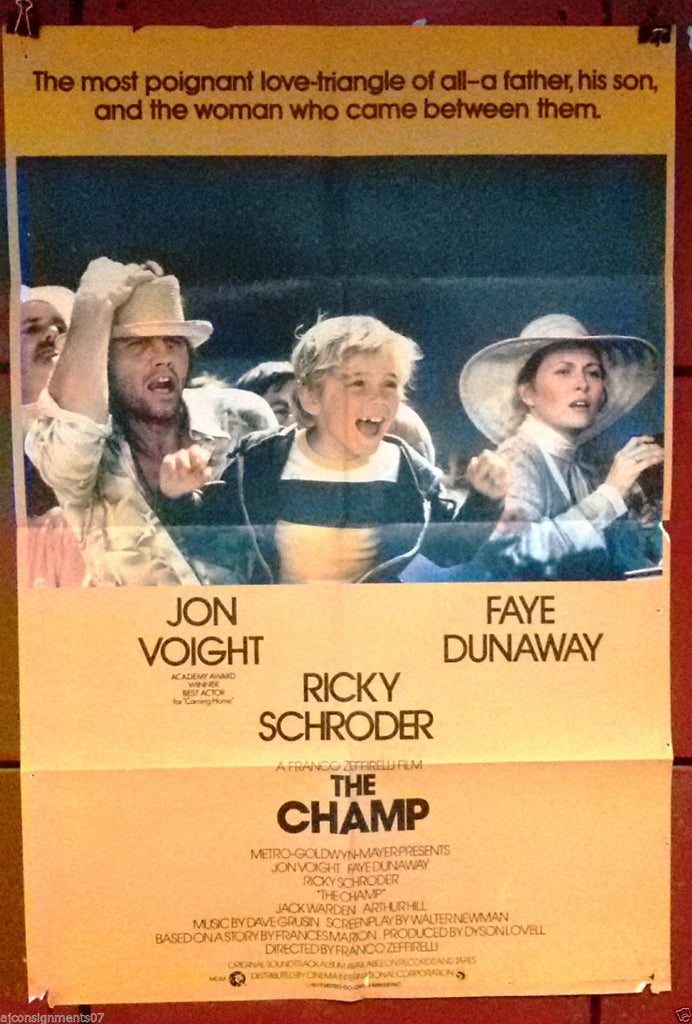 The most poignant love-triangle of all–a father, his son,
and the woman who came between them.
JON
VOIGHT
ACADEMY AWARD
WINNER
BEST ACTOR
for "Coming Home"
FAYE
DUNAWAY
RICKY
SCHRODER
A FRANCO ZEFFIRELLI FILM
THE
CHAMP
METRO-GOLDWYN-MAYER PRESENTS
JON VOIGHT FAYE DUNAWAY
RICKY SCHRODER
"THE CHAMP"
JACK WARDEN ARTHUR HILL
MUSIC BY DAVE GRUSIN SCREENPLAY BY WALTER NEWMAN
BASED ON A STORY BY FRANCES MARION PRODUCED BY DYSON LOVELL
DIRECTED BY FRANCO ZEFFIRELLI
ORIGINAL SOUNDTRACK ALBUM AVAILABLE ON RECORDS AND TAPES
MGM DISTRIBUTED BY CINEMA INTERNATIONAL CORPORATION
ajconsignments07